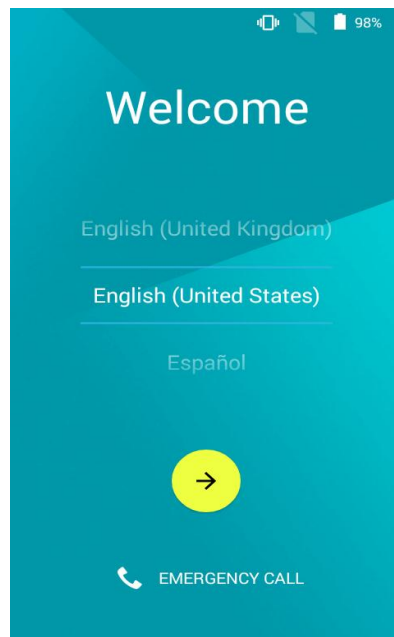 98%
Welcome
English (United Kingdom)
English (United States)
Español
EMERGENCY CALL